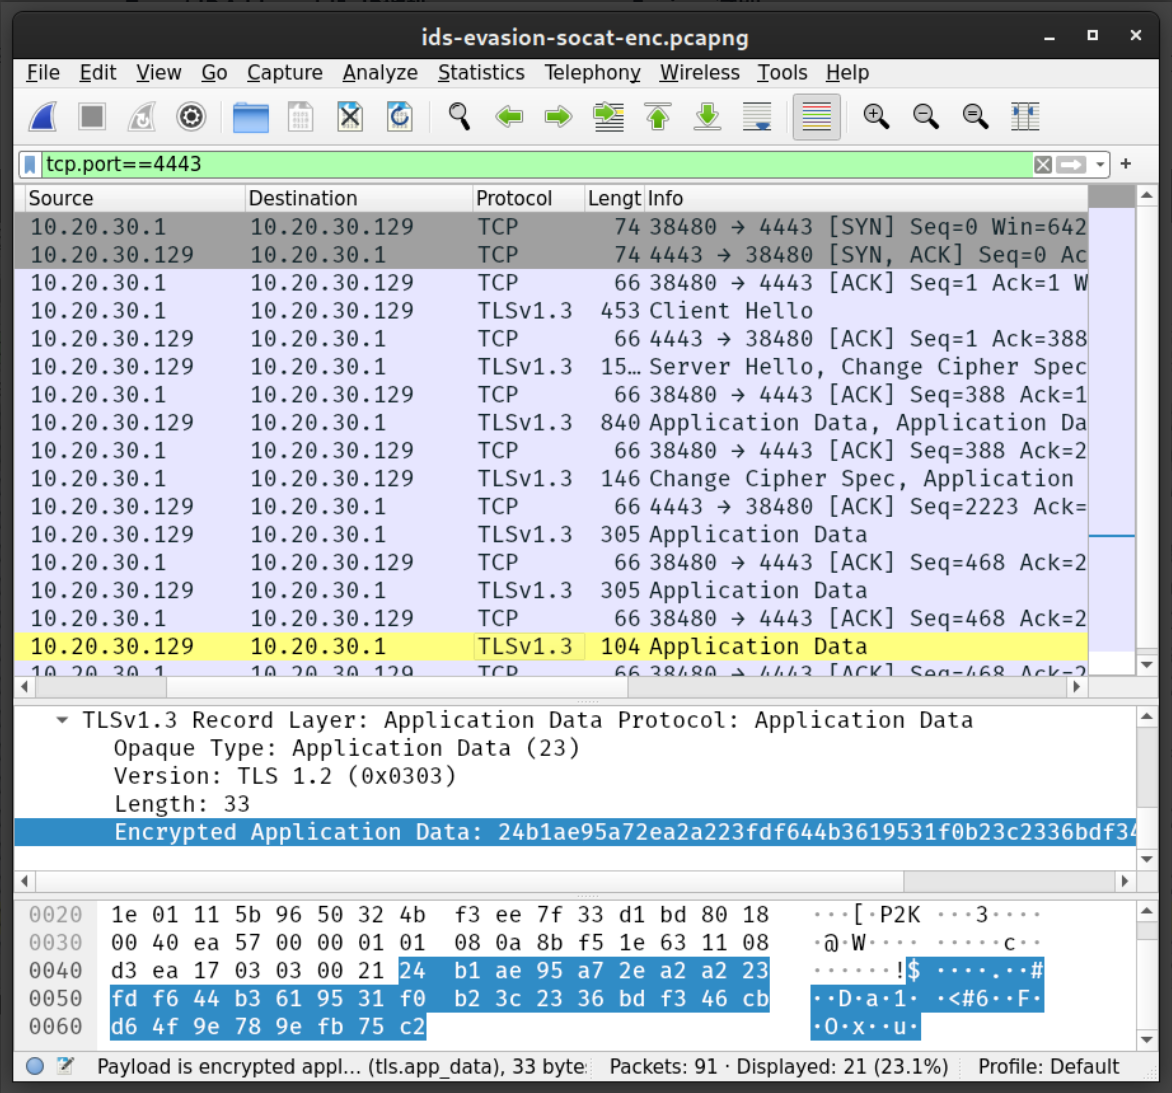 ids-evasion-socat-enc.pcapng
File Edit View Go Capture Analyze Statistics Telephony Wireless Tools Help
tcp.port==4443
Source Destination Protocol Lengt Info
10.20.30.1 10.20.30.129 TCP 74 38480 → 4443 [SYN] Seq=0 Win=642
10.20.30.129 10.20.30.1 TCP 74 4443 → 38480 [SYN, ACK] Seq=0 Ac
10.20.30.1 10.20.30.129 TCP 66 38480 → 4443 [ACK] Seq=1 Ack=1 W
10.20.30.1 10.20.30.129 TLSv1.3 453 Client Hello
10.20.30.129 10.20.30.1 TCP 66 4443 → 38480 [ACK] Seq=1 Ack=388
10.20.30.129 10.20.30.1 TLSv1.3 15… Server Hello, Change Cipher Spec
10.20.30.1 10.20.30.129 TCP 66 38480 → 4443 [ACK] Seq=388 Ack=1
10.20.30.129 10.20.30.1 TLSv1.3 840 Application Data, Application Da
10.20.30.1 10.20.30.129 TCP 66 38480 → 4443 [ACK] Seq=388 Ack=2
10.20.30.1 10.20.30.129 TLSv1.3 146 Change Cipher Spec, Application
10.20.30.129 10.20.30.1 TCP 66 4443 → 38480 [ACK] Seq=2223 Ack=
10.20.30.129 10.20.30.1 TLSv1.3 305 Application Data
10.20.30.1 10.20.30.129 TCP 66 38480 → 4443 [ACK] Seq=468 Ack=2
10.20.30.129 10.20.30.1 TLSv1.3 305 Application Data
10.20.30.1 10.20.30.129 TCP 66 38480 → 4443 [ACK] Seq=468 Ack=2
10.20.30.129 10.20.30.1 TLSv1.3 104 Application Data
10.20.30.1 10.20.30.129 TCP 66 38480 → 4443 [ACK] Seq=468 Ack=2
TLSv1.3 Record Layer: Application Data Protocol: Application Data
Opaque Type: Application Data (23)
Version: TLS 1.2 (0x0303)
Length: 33
Encrypted Application Data: 24b1ae95a72ea2a223fdf644b3619531f0b23c2336bdf34
0020 1e 01 11 5b 96 50 32 4b f3 ee 7f 33 d1 bd 80 18 ···[·P2K ···3····
0030 00 40 ea 57 00 00 01 01 08 0a 8b f5 1e 63 11 08 ·@·W···· ·····c··
0040 d3 ea 17 03 03 00 21 24 b1 ae 95 a7 2e a2 a2 23 ······!$ ····.··#
0050 fd f6 44 b3 61 95 31 f0 b2 3c 23 36 bd f3 46 cb ··D·a·1· ·<#6··F·
0060 d6 4f 9e 78 9e fb 75 c2 ·O·x··u·
Payload is encrypted appl… (tls.app_data), 33 byte Packets: 91 · Displayed: 21 (23.1%) Profile: Default